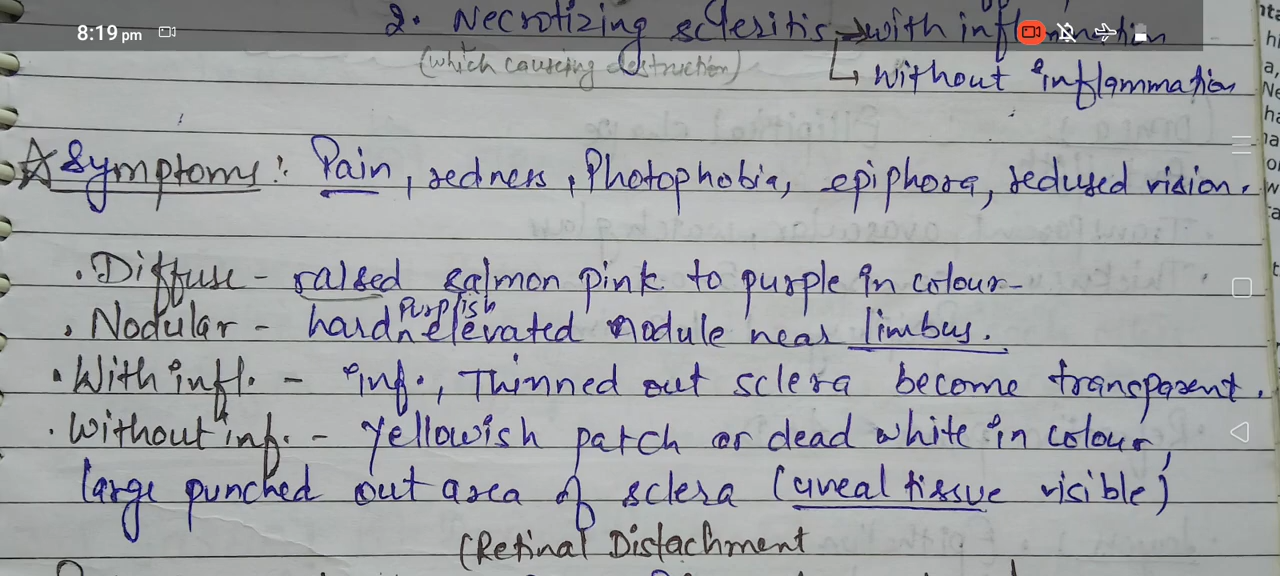 8:19 pm
2. Necrotizing scleritis → with inflammation
(which causeing destruction) ↳ without inflammation
☆ Symptoms :- Pain, redness, Photophobia, epiphora, redused vision.
. Diffuse - raised salmon pink to purple in colour -
Purplish
. Nodular - hard elevated nodule near limbus.
. With infl. - inf., Thinned out sclera become transparent.
. Without inf. - Yellowish patch or dead white in colour,
large punched out area of sclera (uveal tissue visible)
(Retinal Distachment